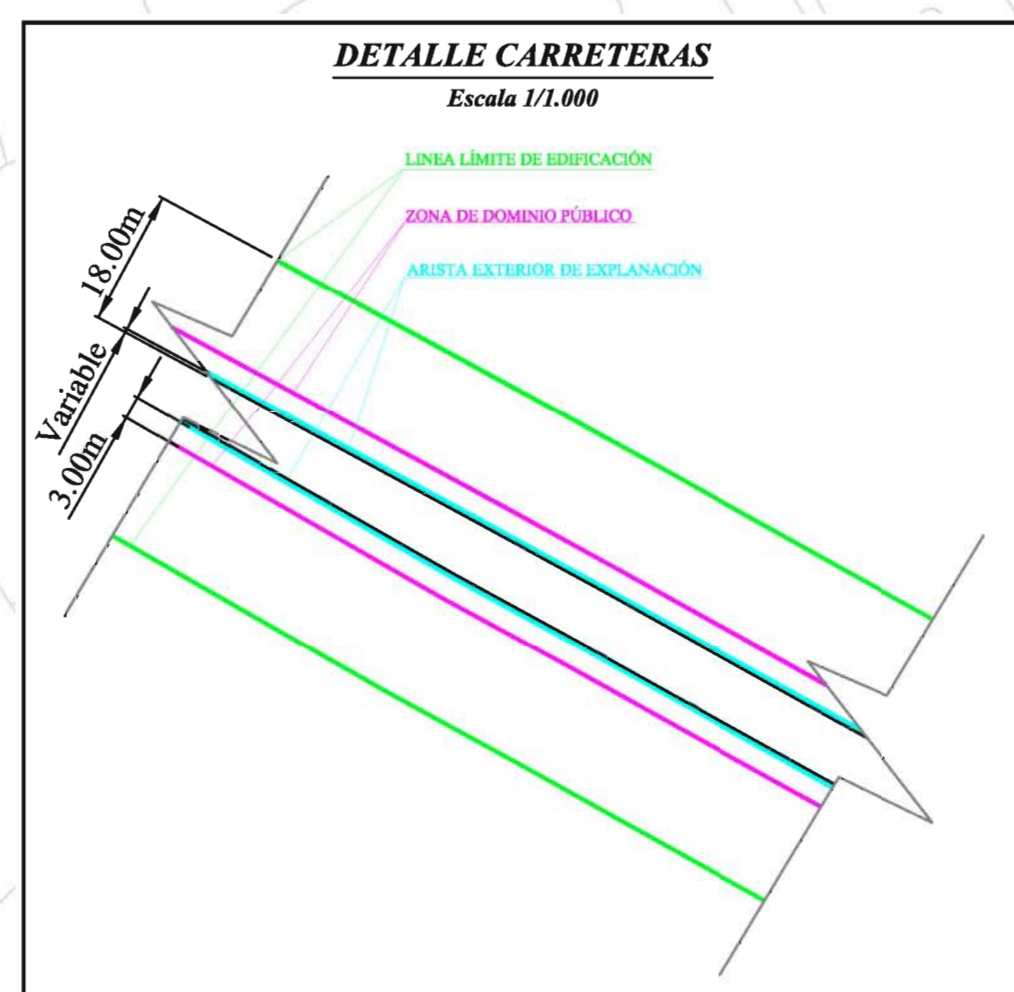 DETALLE CARRETERAS
Escala 1/1.000
LINEA LÍMITE DE EDIFICACIÓN
ZONA DE DOMINIO PÚBLICO
ARISTA EXTERIOR DE EXPLANACIÓN
18.00m
Variable
3.00m